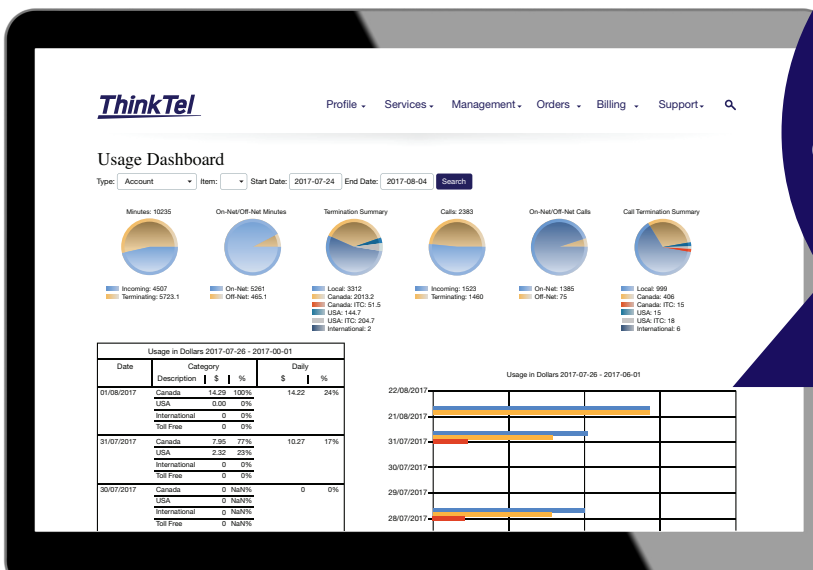 ThinkTel
Profile Services Management Orders Billing Support
Usage Dashboard
Type: Account Item: Start Date: 2017-07-24 End Date: 2017-08-04 Search
Minutes: 10235
Incoming: 4507
Terminating: 5723.1
On-Net/Off-Net Minutes
On-Net: 5261
Off-Net: 465.1
Termination Summary
Local: 3312
Canada: 2013.2
Canada: ITC: 51.5
USA: 144.7
USA: ITC: 204.7
International: 2
Calls: 2383
Incoming: 1523
Terminating: 1460
On-Net/Off-Net Calls
On-Net: 1385
Off-Net: 75
Call Termination Summary
Local: 999
Canada: 406
Canada: ITC: 15
USA: 15
USA: ITC: 18
International: 6
Usage in Dollars 2017-07-26 - 2017-00-01
Date Category Daily
Description $ % $ %
01/08/2017 Canada 14.29 100% 14.22 24%
USA 0.00 0%
International 0 0%
Toll Free 0 0%
31/07/2017 Canada 7.95 77% 10.27 17%
USA 2.32 23%
International 0 0%
Toll Free 0 0%
30/07/2017 Canada 0 NaN% 0 0%
USA 0 NaN%
International 0 NaN%
Toll Free 0 NaN%
Usage in Dollars 2017-07-26 - 2017-06-01
22/08/2017
21/08/2017
31/07/2017
30/07/2017
29/07/2017
28/07/2017